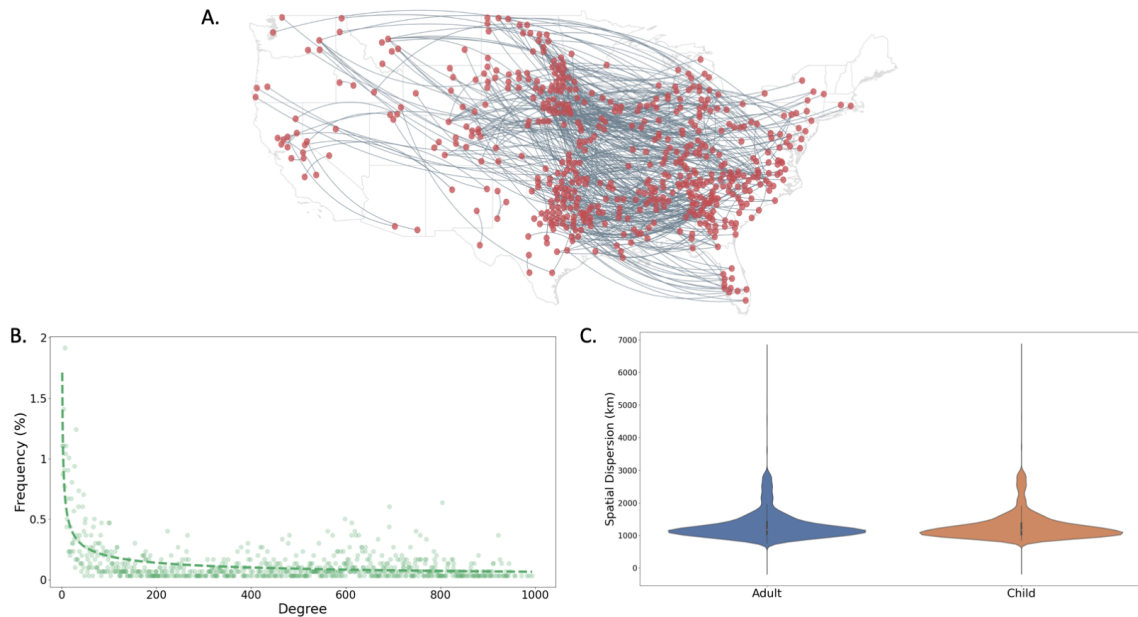 A.
B.
2
1.5
1
0.5
0
Frequency (%)
0 200 400 600 800 1000
Degree
C.
7000
6000
5000
4000
3000
2000
1000
0
Spatial Dispersion (km)
Adult Child